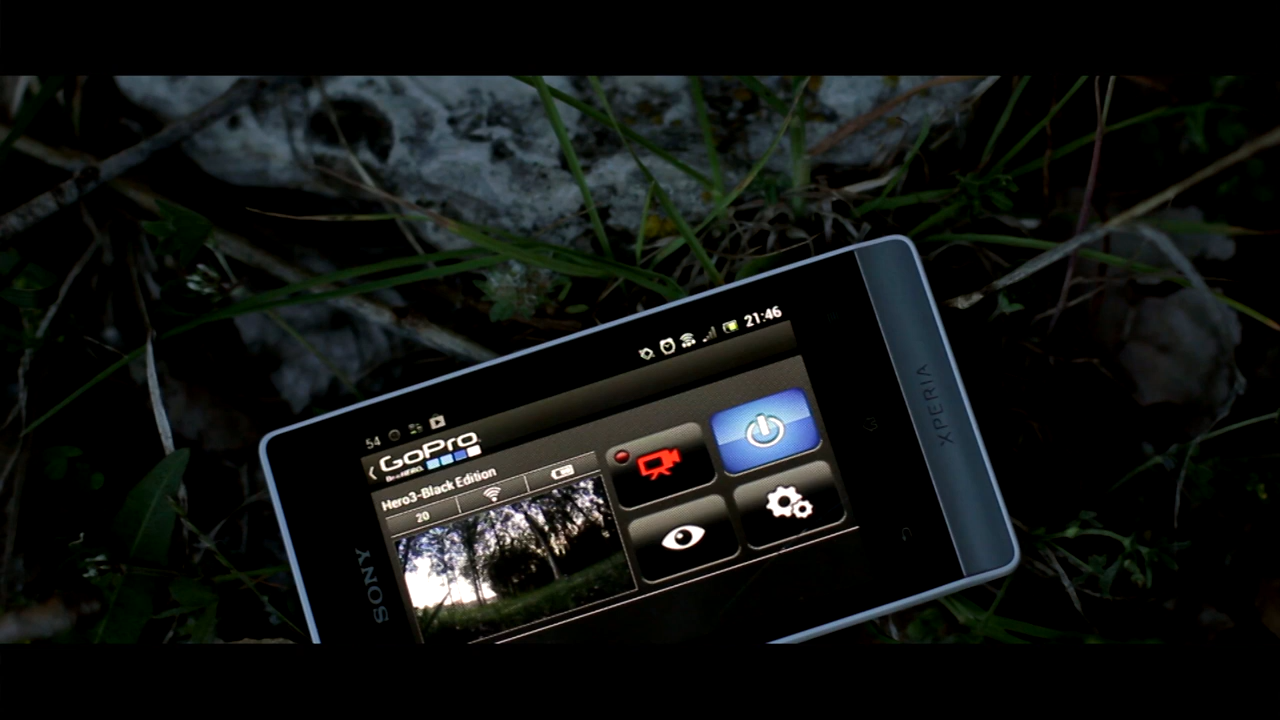 21:46
54
GoPro
Be a HERO.
Hero3-Black Edition
20
SONY
XPERIA